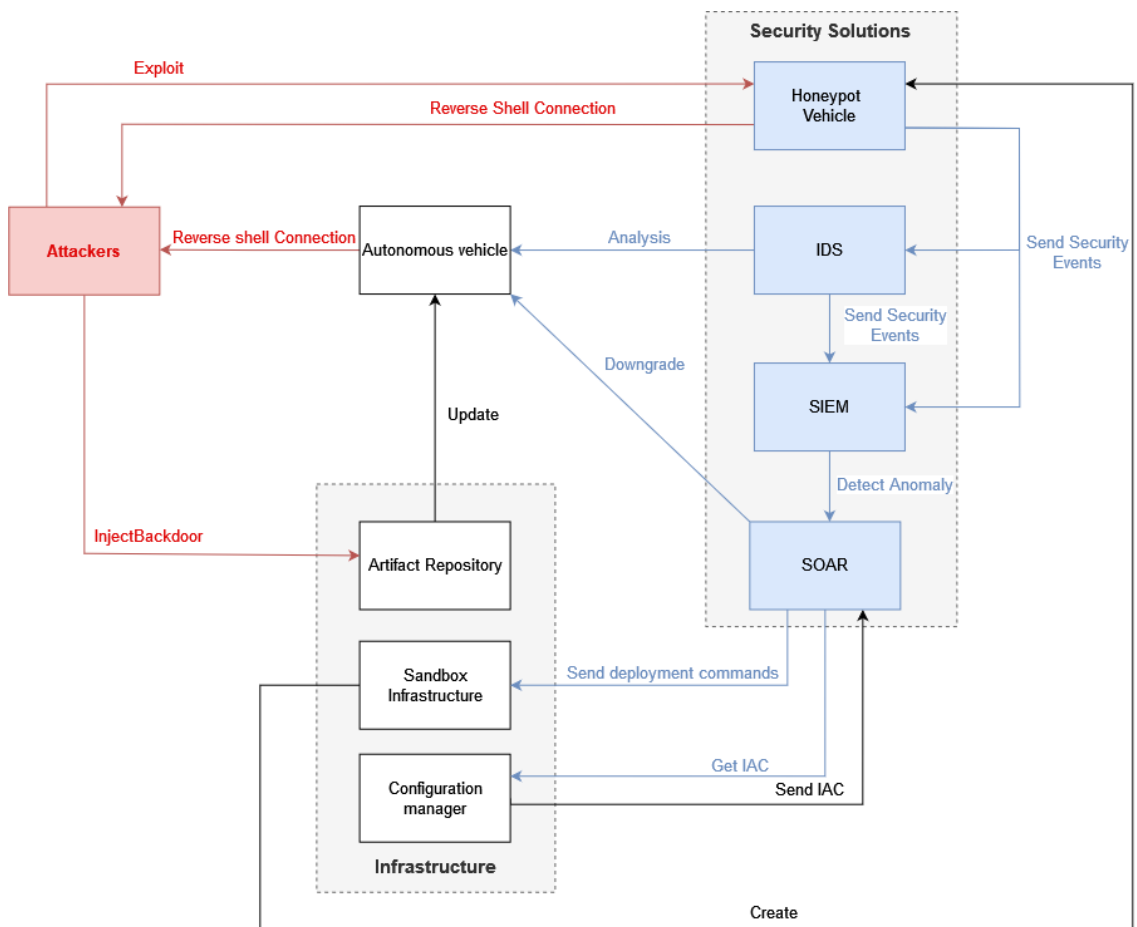 Security Solutions
Exploit
Honeypot
Vehicle
Reverse Shell Connection
Attackers
Reverse shell Connection
Autonomous vehicle
Analysis
IDS
Send Security
Events
Send Security
Events
Downgrade
SIEM
Update
Detect Anomaly
InjectBackdoor
Artifact Repository
SOAR
Sandbox
Infrastructure
Send deployment commands
Get IAC
Configuration
manager
Send IAC
Infrastructure
Create